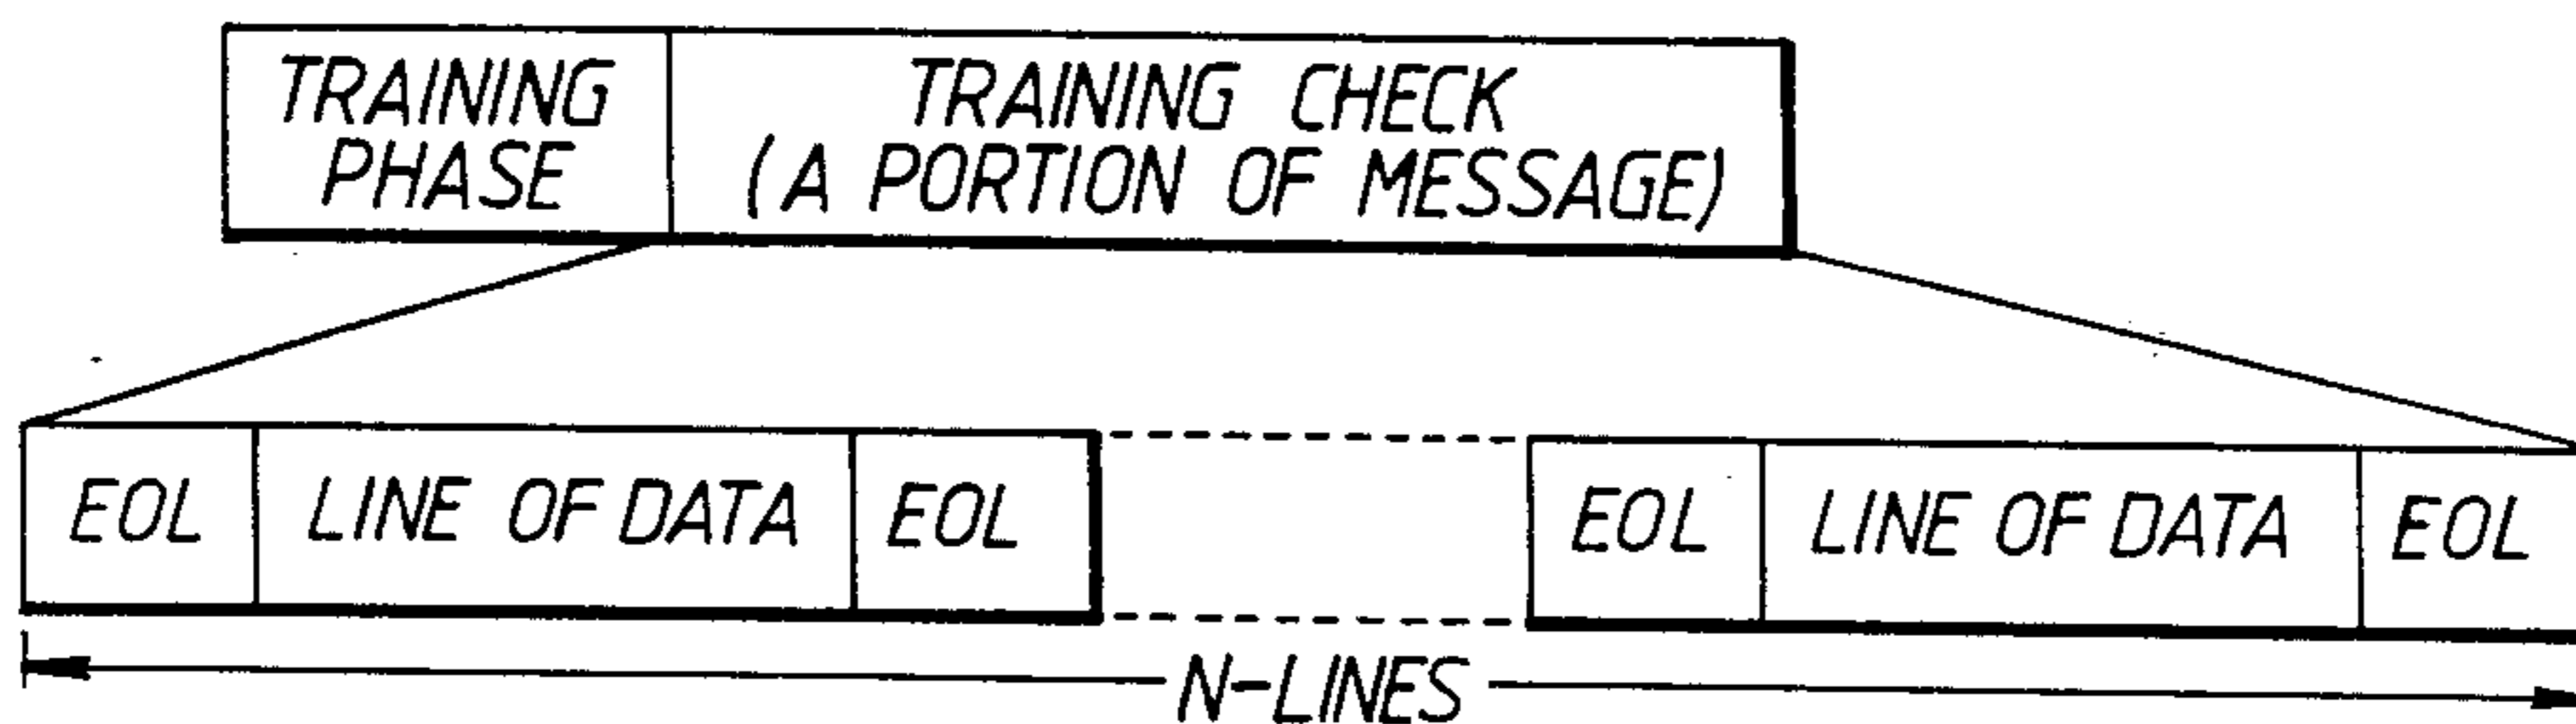 TRAINING
PHASE
TRAINING CHECK
(A PORTION OF MESSAGE)
EOL
LINE OF DATA
EOL
EOL
LINE OF DATA
EOL
N-LINES